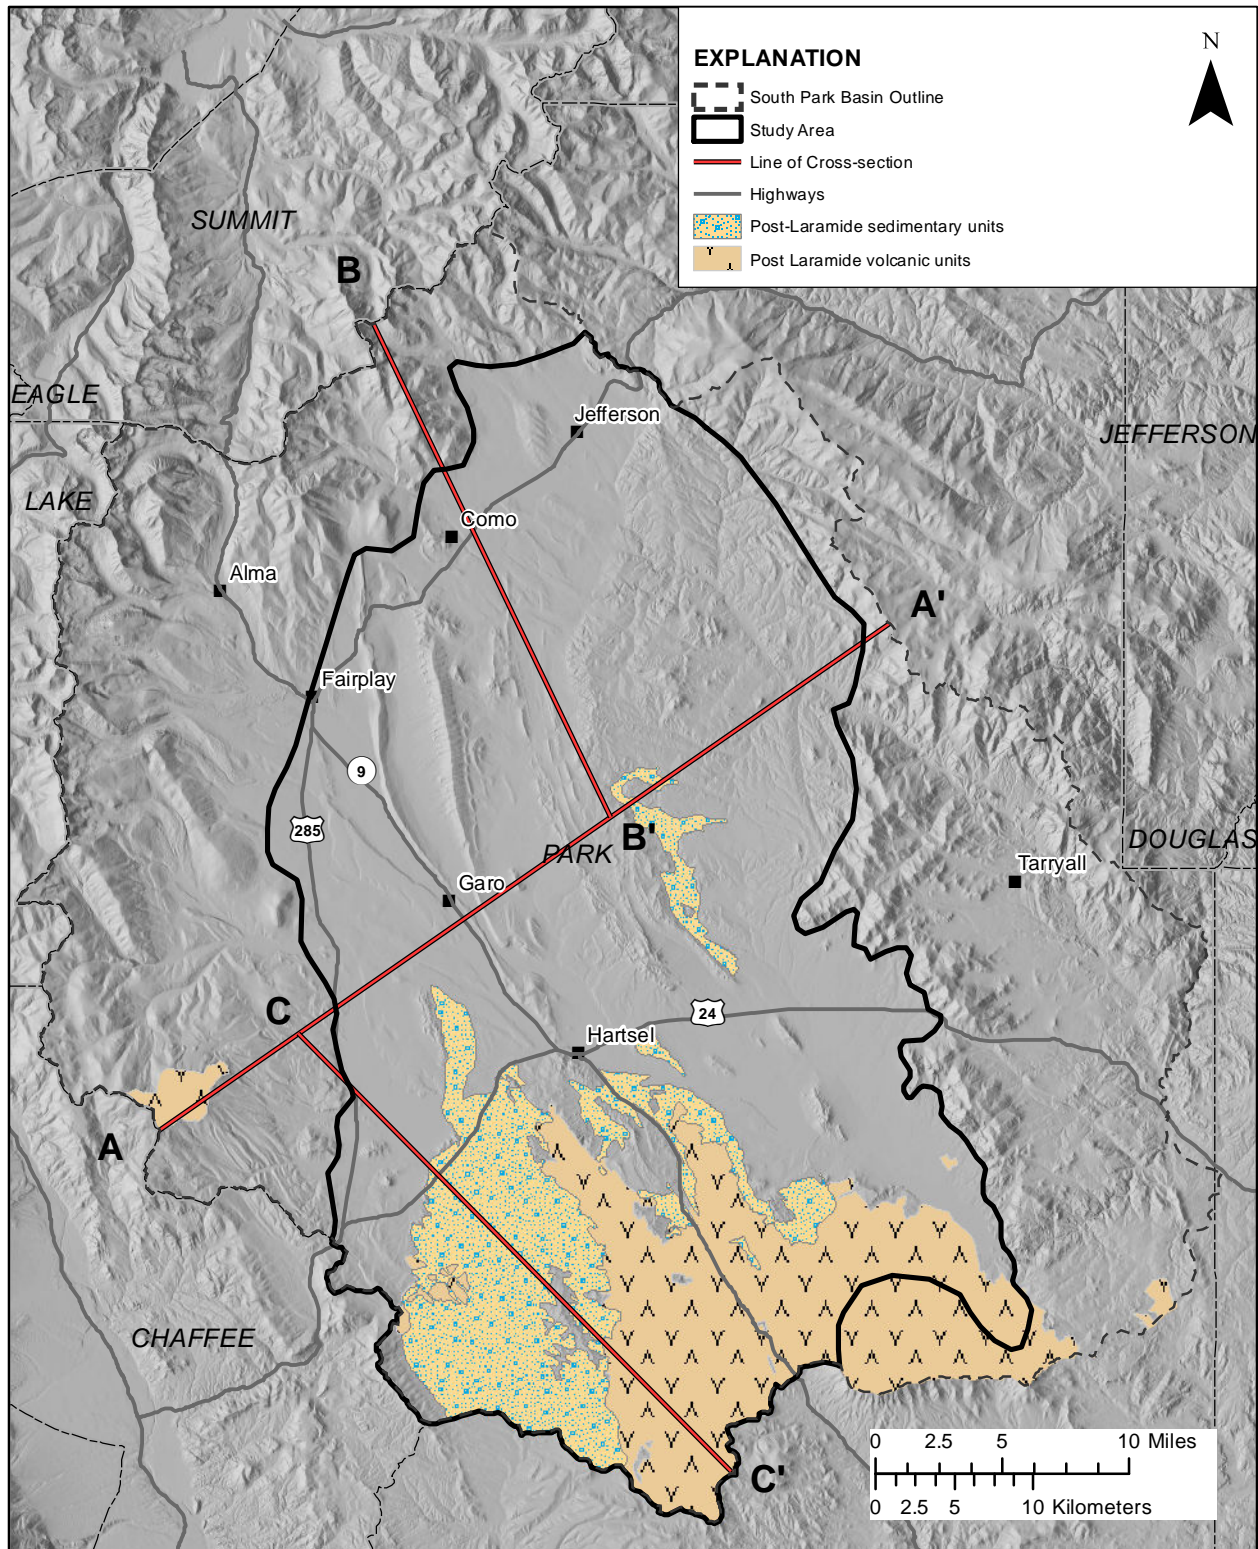 EXPLANATION
N
South Park Basin Outline
Study Area
Line of Cross-section
Highways
Post-Laramide sedimentary units
Post Laramide volcanic units
SUMMIT
B
EAGLE
Jefferson
JEFFERSON
LAKE
Como
Alma
A'
Fairplay
9
285
B'
PARK
DOUGLAS
Tarryall
Garo
C
24
Hartsel
A
CHAFFEE
C'
0 2.5 5 10 Miles
0 2.5 5 10 Kilometers